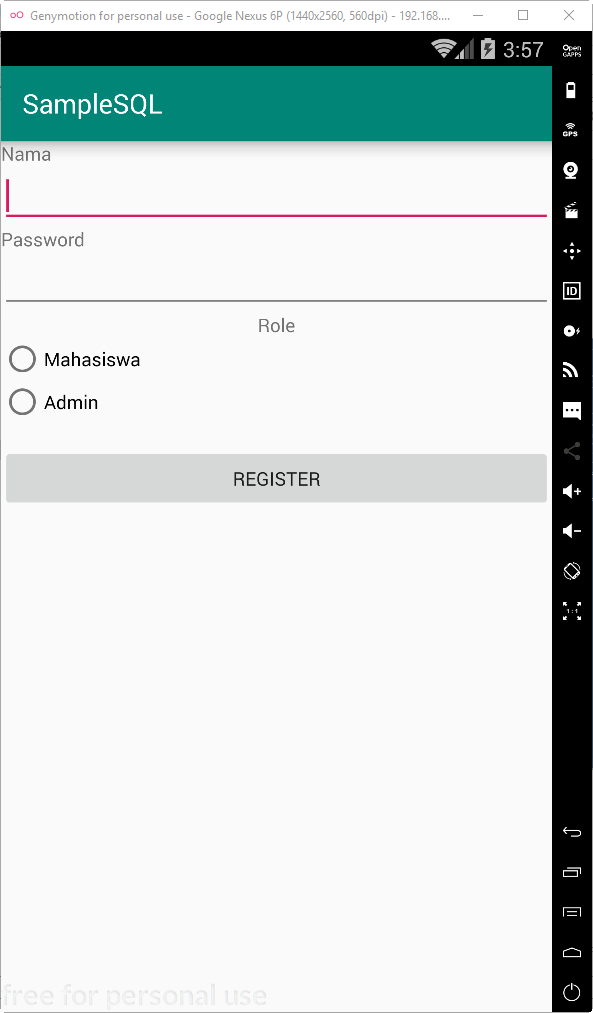 Genymotion for personal use - Google Nexus 6P (1440x2560, 560dpi) - 192.168....
3:57
Open
GAPPS
SampleSQL
GPS
Nama
Password
ID
Role
Mahasiswa
Admin
REGISTER
1:1
free for personal use